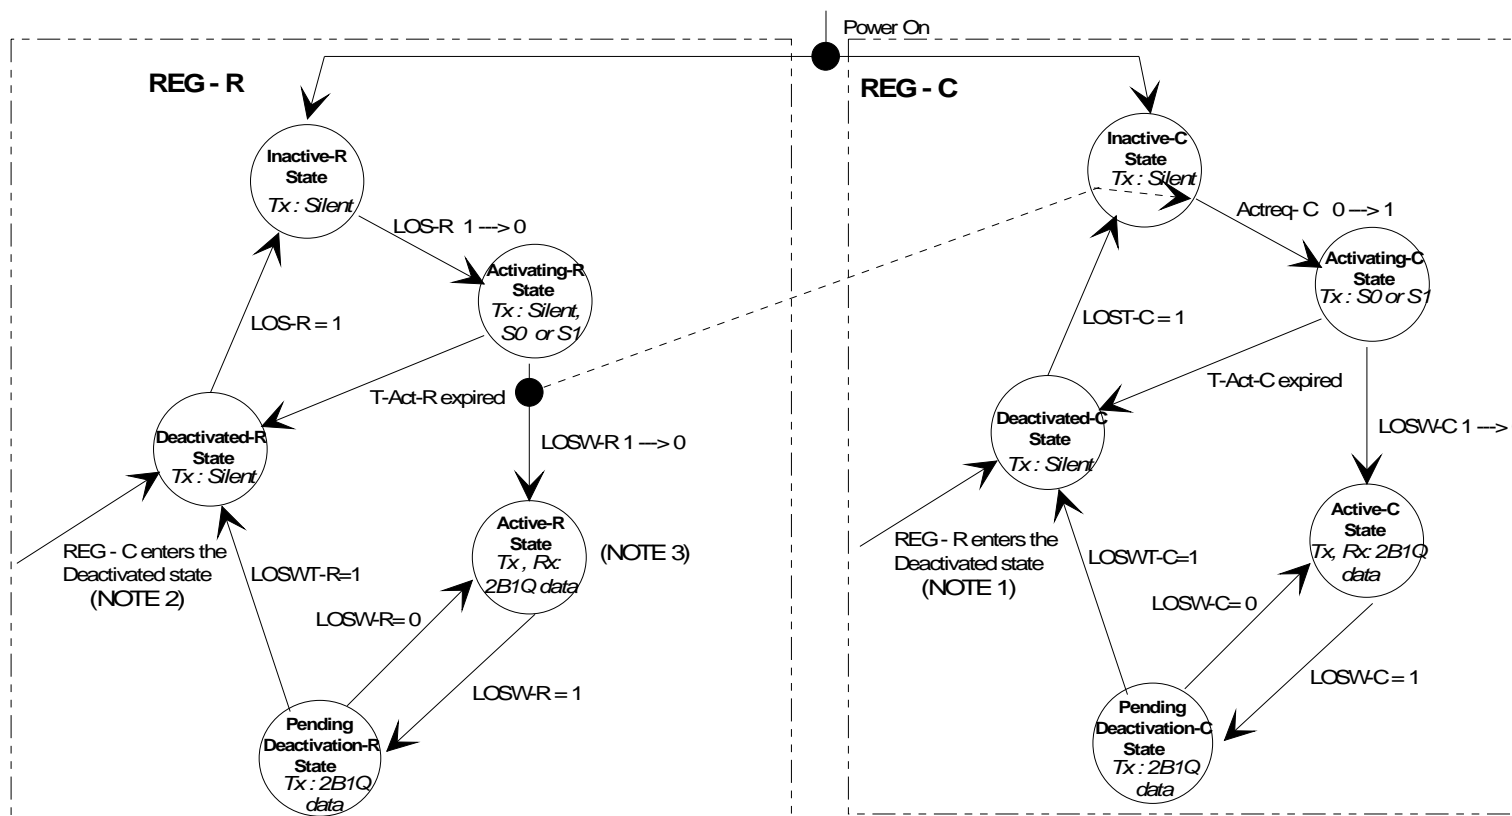 Power On
REG - R
Inactive-R
State
Tx : Silent
LOS-R 1 ---> 0
Activating-R
State
Tx : Silent,
S0 or S1
LOS-R = 1
T-Act-R expired
LOSW-R 1 ---> 0
Deactivated-R
State
Tx : Silent
REG - C enters the
Deactivated state
(NOTE 2)
LOSWT-R=1
Active-R
State
Tx , Rx:
2B1Q data
(NOTE 3)
LOSW-R= 0
LOSW-R = 1
Pending
Deactivation-R
State
Tx : 2B1Q
data
REG - C
Inactive-C
State
Tx : Silent
Actreq- C 0 ---> 1
Activating-C
State
Tx : S0 or S1
LOST-C = 1
T-Act-C expired
LOSW-C 1 --->
Deactivated-C
State
Tx : Silent
REG - R enters the
Deactivated state
(NOTE 1)
LOSWT-C=1
Active-C
State
Tx, Rx: 2B1Q
data
LOSW-C= 0
LOSW-C = 1
Pending
Deactivation-C
State
Tx : 2B1Q
data